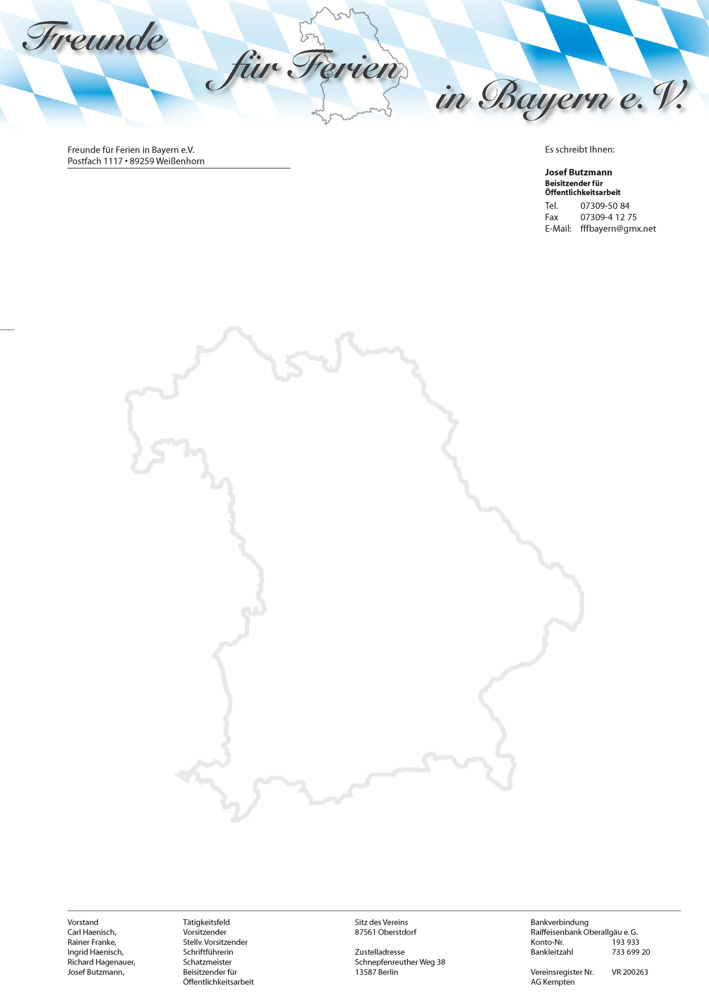 Freunde
für Ferien
in Bayern e. V.
Freunde für Ferien in Bayern e.V.
Postfach 1117 • 89259 Weißenhorn
Es schreibt Ihnen:
Josef Butzmann
Beisitzender für
Öffentlichkeitsarbeit
Tel. 07309-50 84
Fax 07309-4 12 75
E-Mail: fffbayern@gmx.net
Vorstand
Carl Haenisch,
Rainer Franke,
Ingrid Haenisch,
Richard Hagenauer,
Josef Butzmann,
Tätigkeitsfeld
Vorsitzender
Stellv. Vorsitzender
Schriftführerin
Schatzmeister
Beisitzender für
Öffentlichkeitsarbeit
Sitz des Vereins
87561 Oberstdorf
Zustelladresse
Schnepfenreuther Weg 38
13587 Berlin
Bankverbindung
Raiffeisenbank Oberallgäu e. G.
Konto-Nr. 193 933
Bankleitzahl 733 699 20
Vereinsregister Nr. VR 200263
AG Kempten